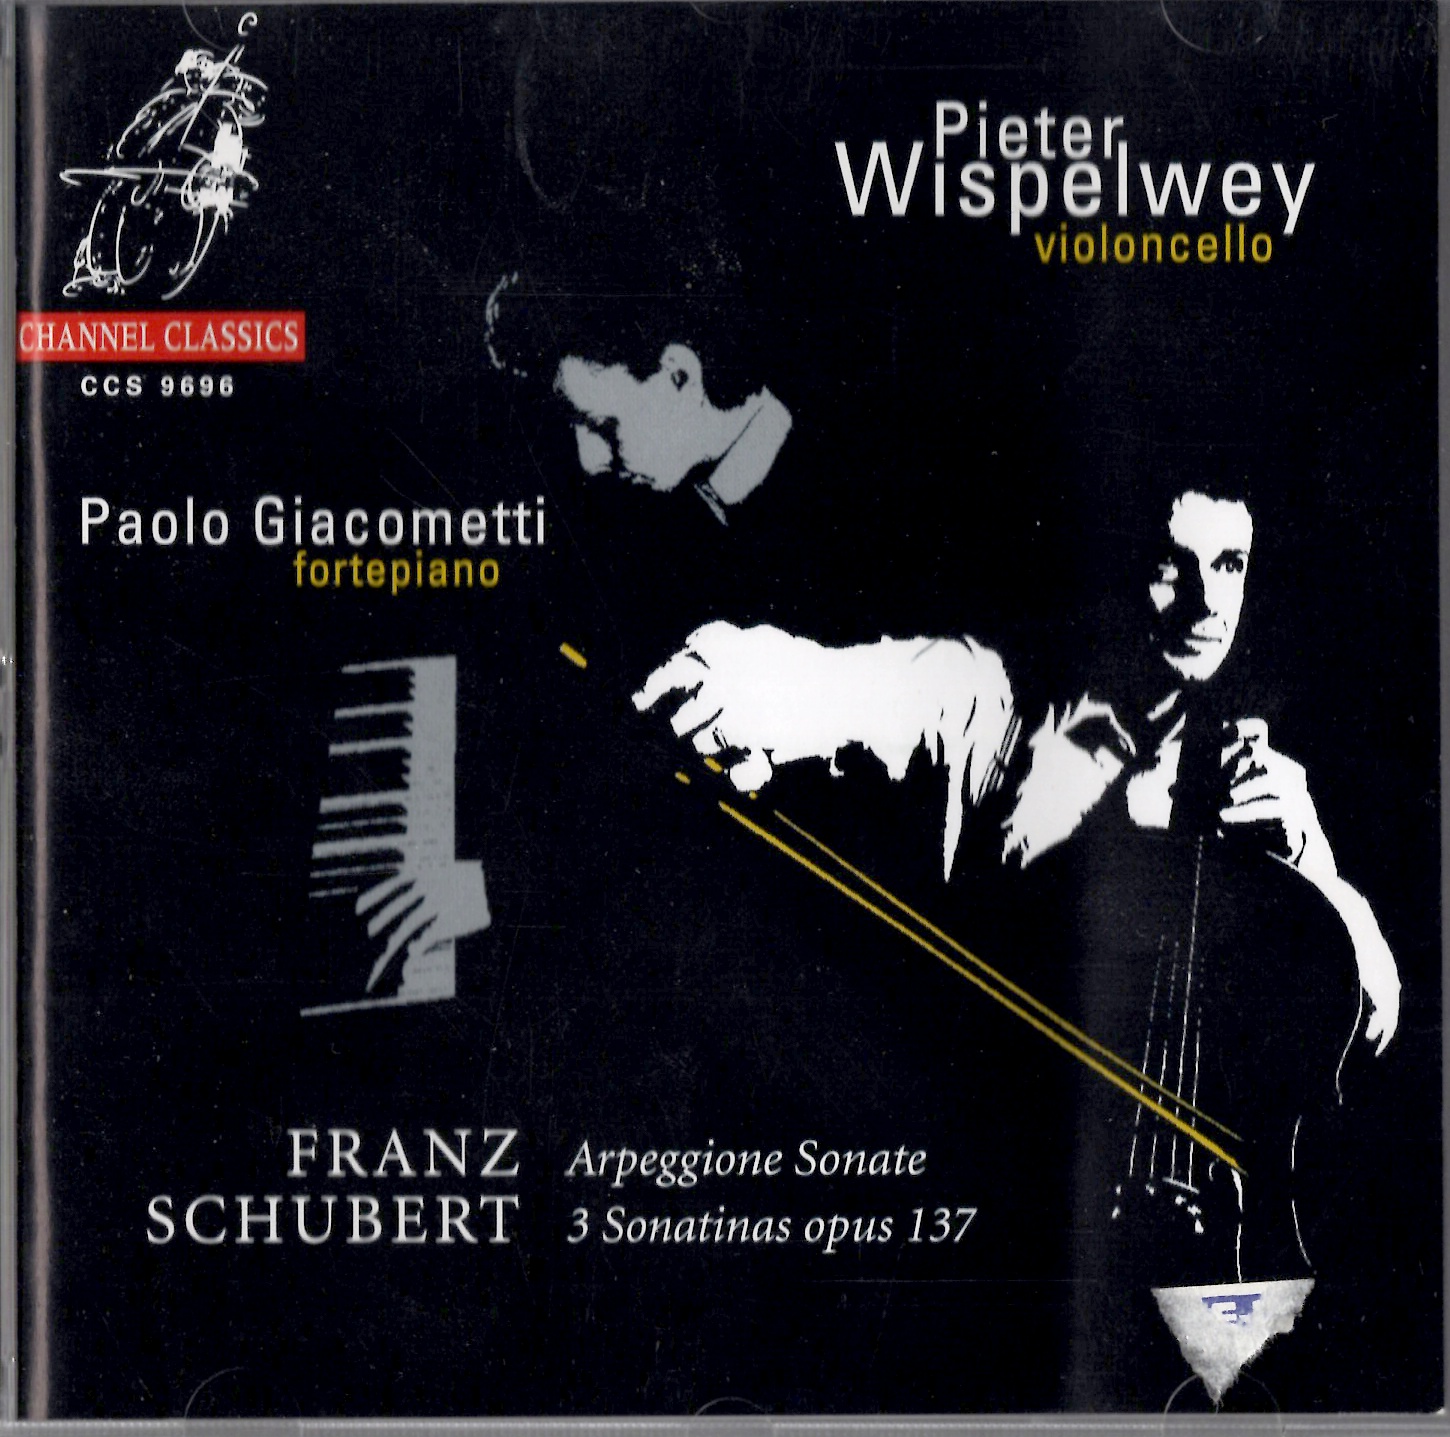 Pieter
Wispelwey
violoncello
CHANNEL CLASSICS
CCS 9696
Paolo Giacometti
fortepiano
FRANZ
SCHUBERT
Arpeggione Sonate
3 Sonatinas opus 137